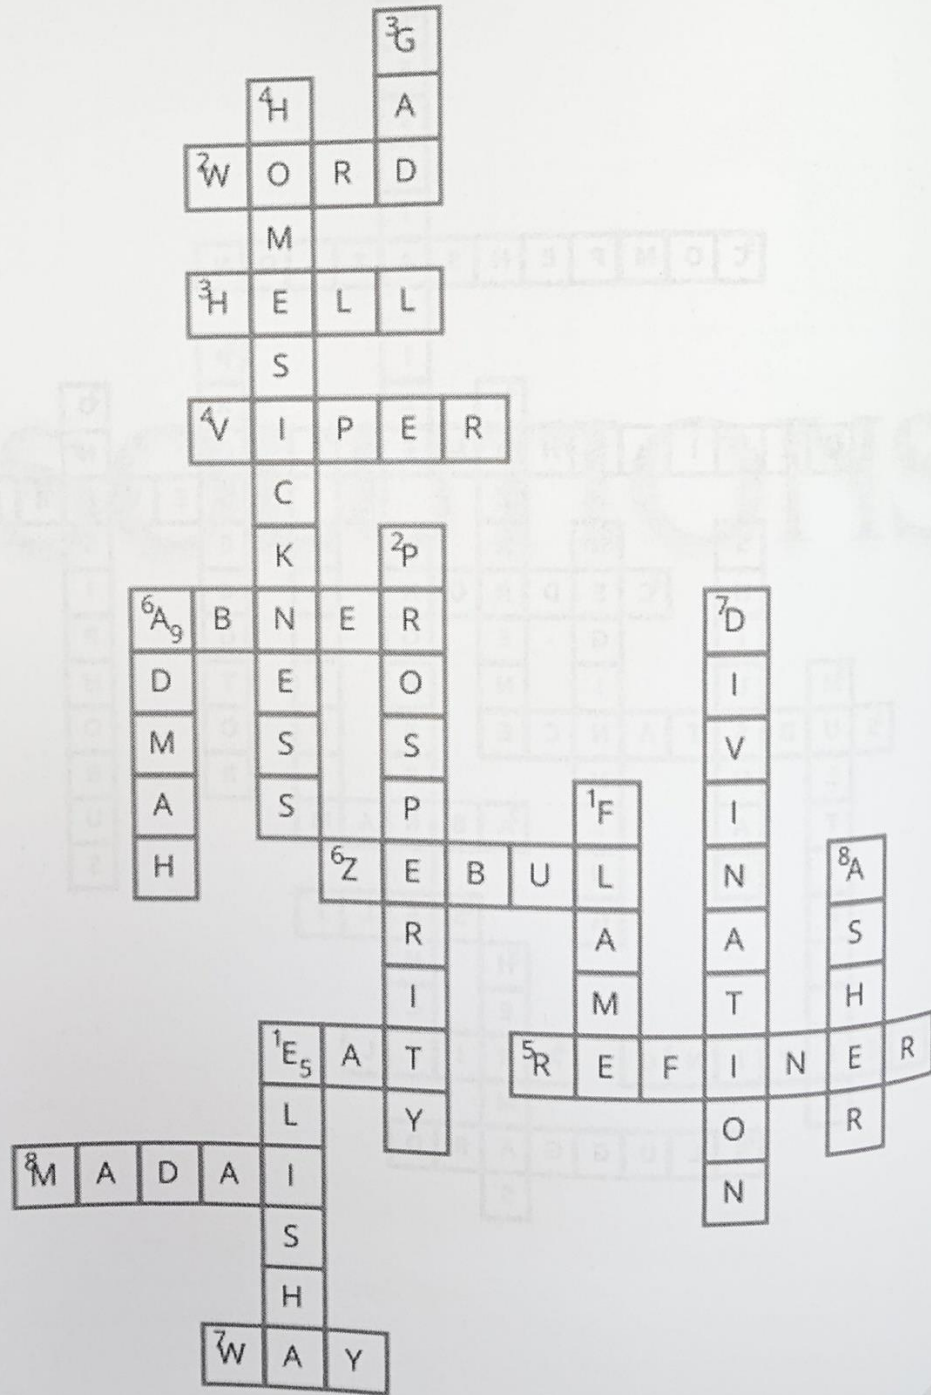 3G
4H A
2W O R D
M
3H E L L
S
4V I P E R
C
K 2P
6A9 B N E R 7D
D E O I
M S S V
A S P 1F I
H 6Z E B U L N 8A
R A A S
I M T H
1E5 A T 5R E F I N E R
L Y O R
8M A D A I N
S
H
7W A Y